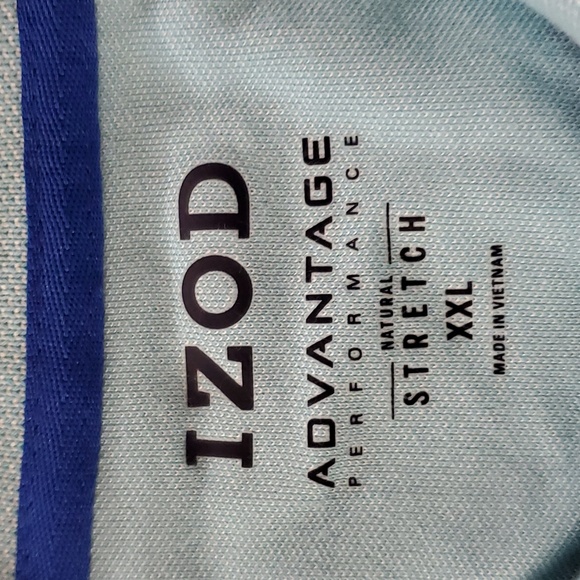 IZOD
ADVANTAGE
PERFORMANCE
NATURAL
STRETCH
XXL
MADE IN VIETNAM